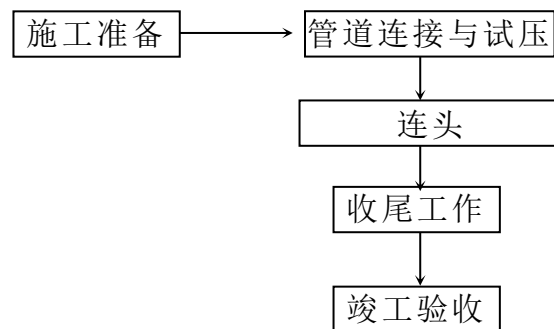 施工准备
管道连接与试压
连头
收尾工作
竣工验收